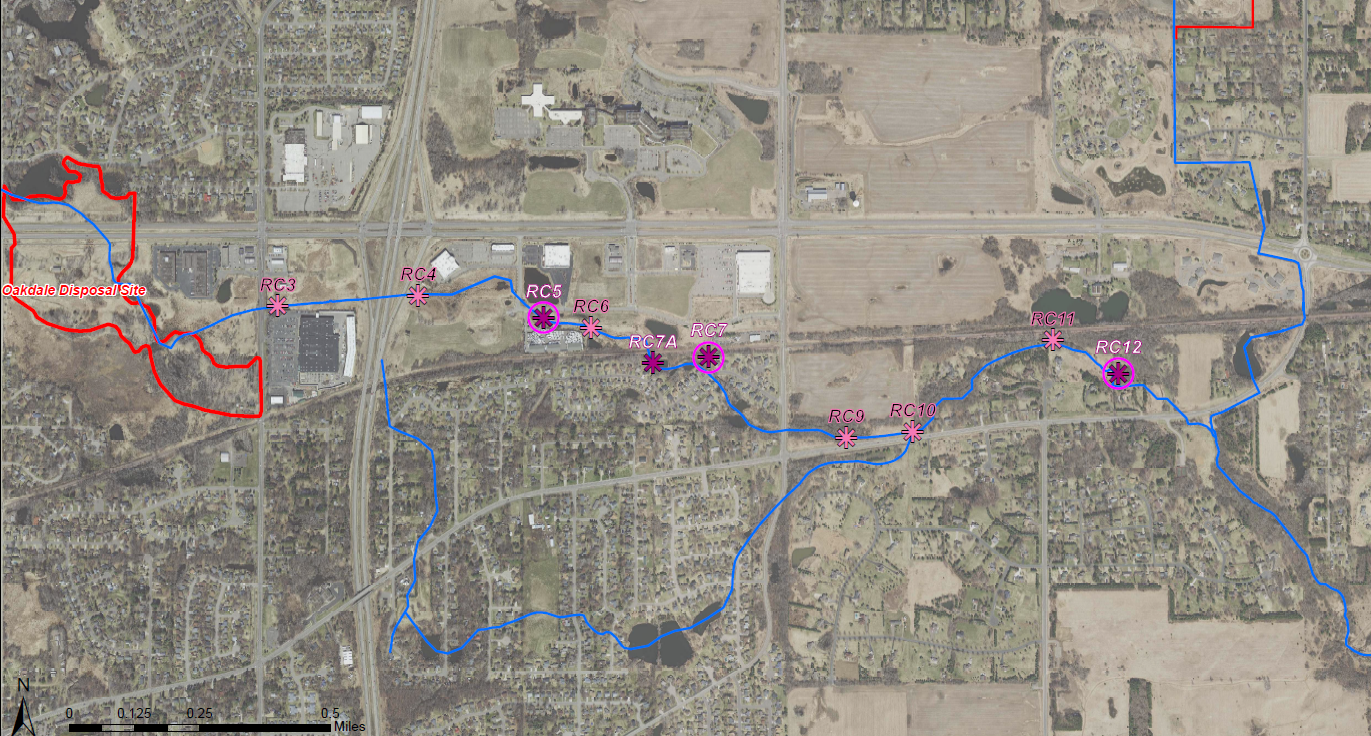 RC3
RC4
RC5
RC6
RC7A
RC7
RC9
RC10
RC11
RC12
Oakdale Disposal Site
N
0 0.125 0.25 0.5
Miles